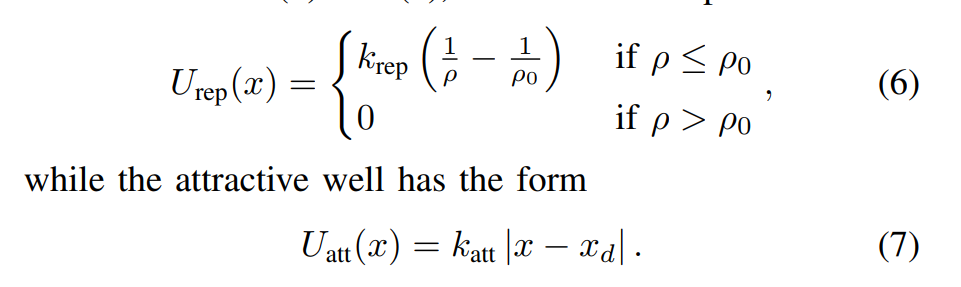 U_rep(x) = { k_rep (1/ρ − 1/ρ_0) if ρ ≤ ρ_0
0 if ρ > ρ_0 , (6)
while the attractive well has the form
U_att(x) = k_att |x − x_d| . (7)